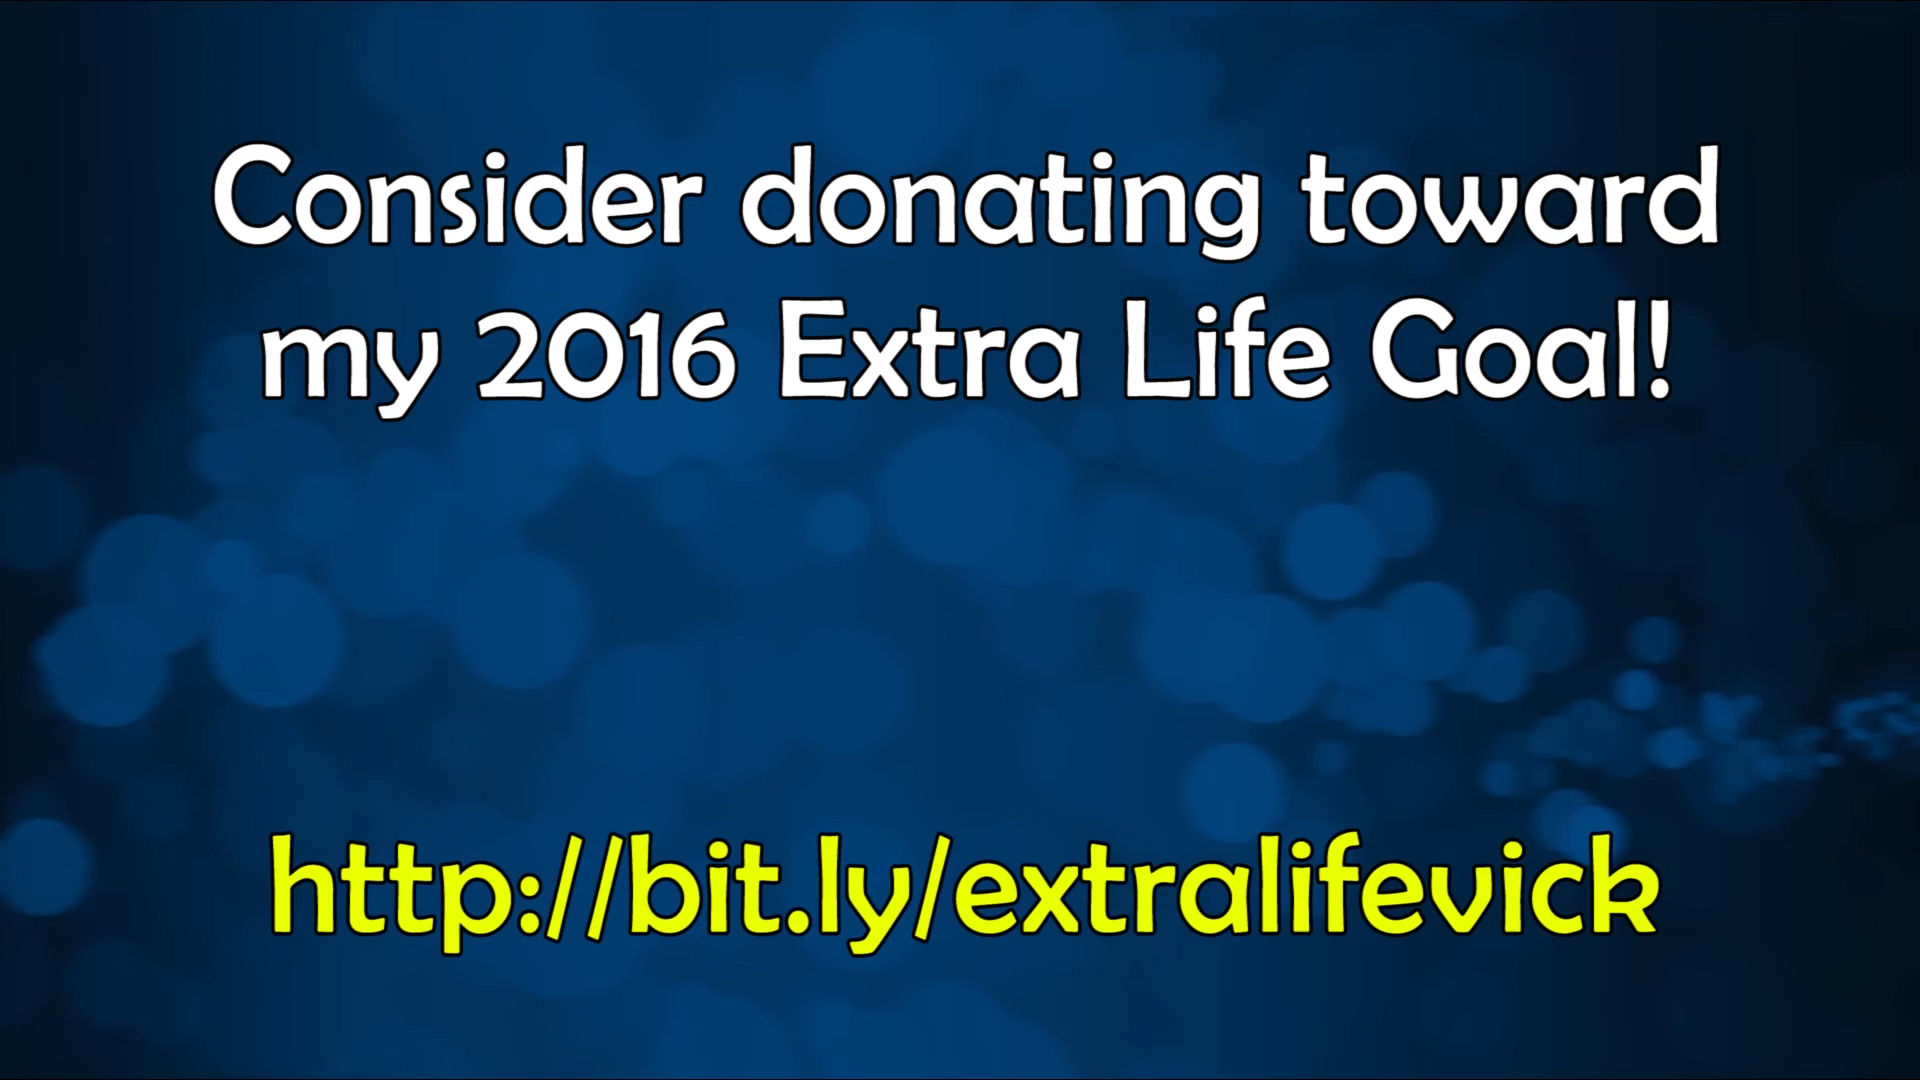 Consider donating toward
my 2016 Extra Life Goal!
http://bit.ly/extralifevick